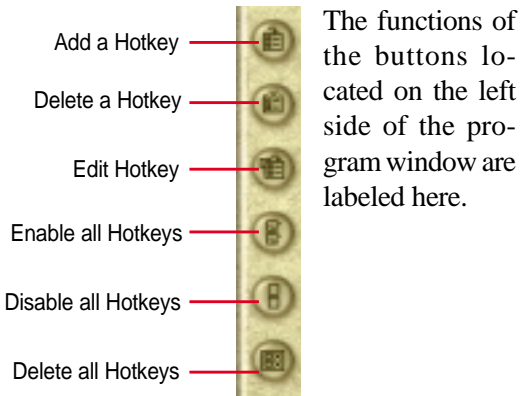 Add a Hotkey
Delete a Hotkey
Edit Hotkey
Enable all Hotkeys
Disable all Hotkeys
Delete all Hotkeys
The functions of
the buttons lo-
cated on the left
side of the pro-
gram window are
labeled here.